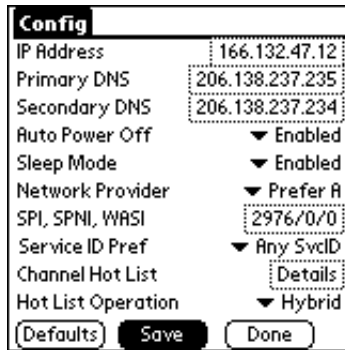 Config
IP Address 166.132.47.12
Primary DNS 206.138.237.235
Secondary DNS 206.138.237.234
Auto Power Off Enabled
Sleep Mode Enabled
Network Provider Prefer A
SPI, SPNI, WASI 2976/0/0
Service ID Pref Any SvcID
Channel Hot List Details
Hot List Operation Hybrid
Defaults Save Done